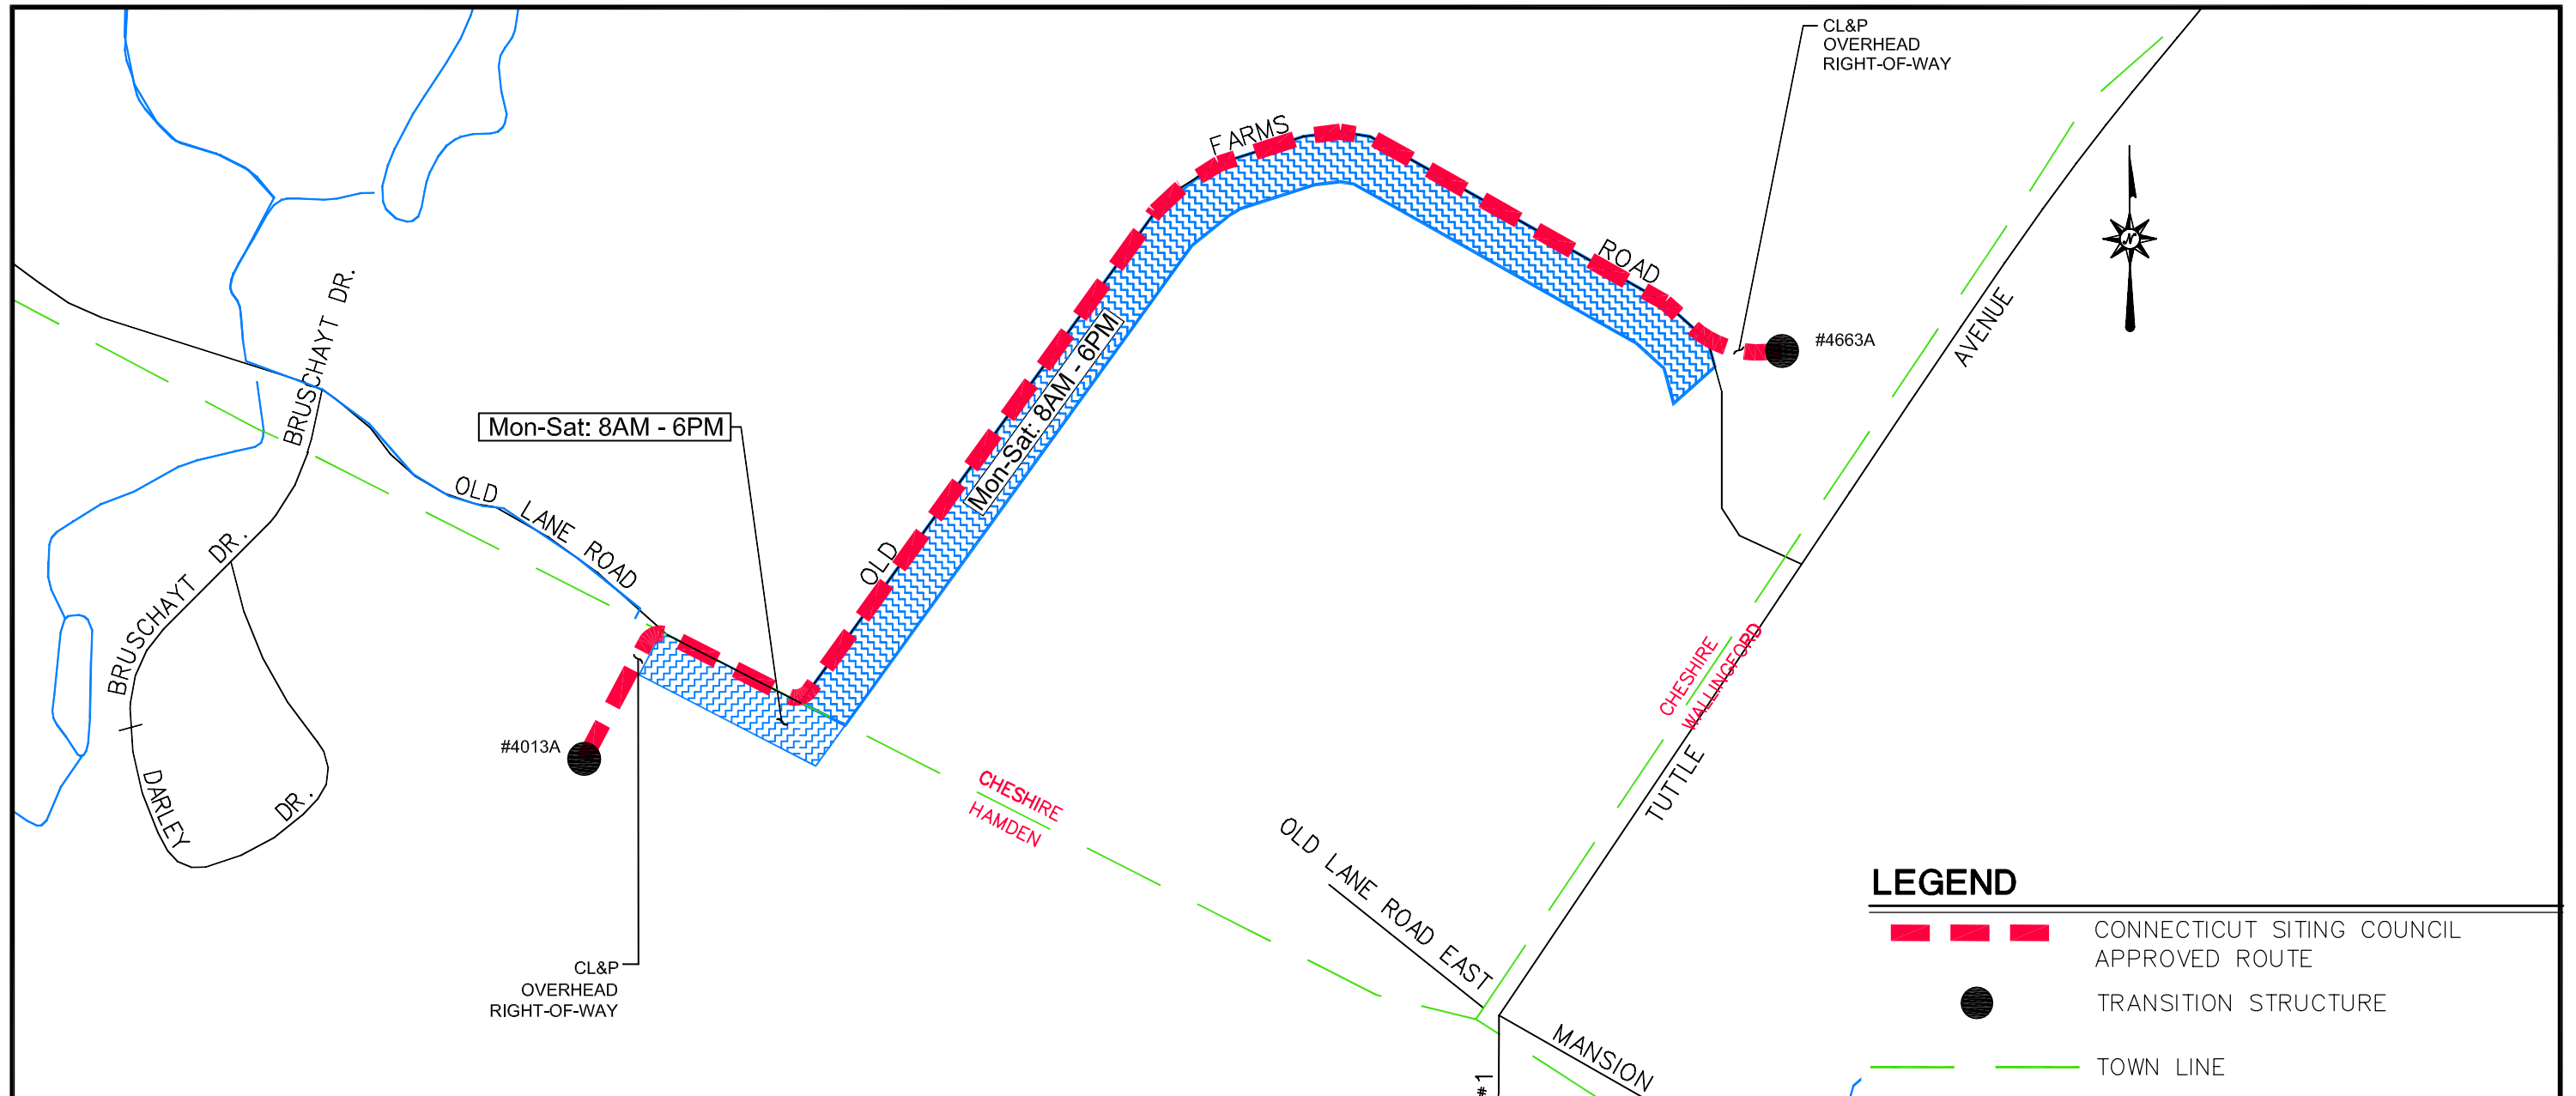 CL&P
OVERHEAD
RIGHT-OF-WAY
FARMS
ROAD
N
#4663A
AVENUE
BRUSCHAYT DR.
Mon-Sat: 8AM - 6PM
Mon-Sat: 8AM - 6PM
OLD LANE ROAD
OLD
BRUSCHAYT DR.
CHESHIRE
WALLINGFORD
#4013A
TUTTLE
DARLEY DR.
CHESHIRE
HAMDEN
OLD LANE ROAD EAST
CL&P
OVERHEAD
RIGHT-OF-WAY
MANSION
#1
LEGEND
CONNECTICUT SITING COUNCIL
APPROVED ROUTE
TRANSITION STRUCTURE
TOWN LINE